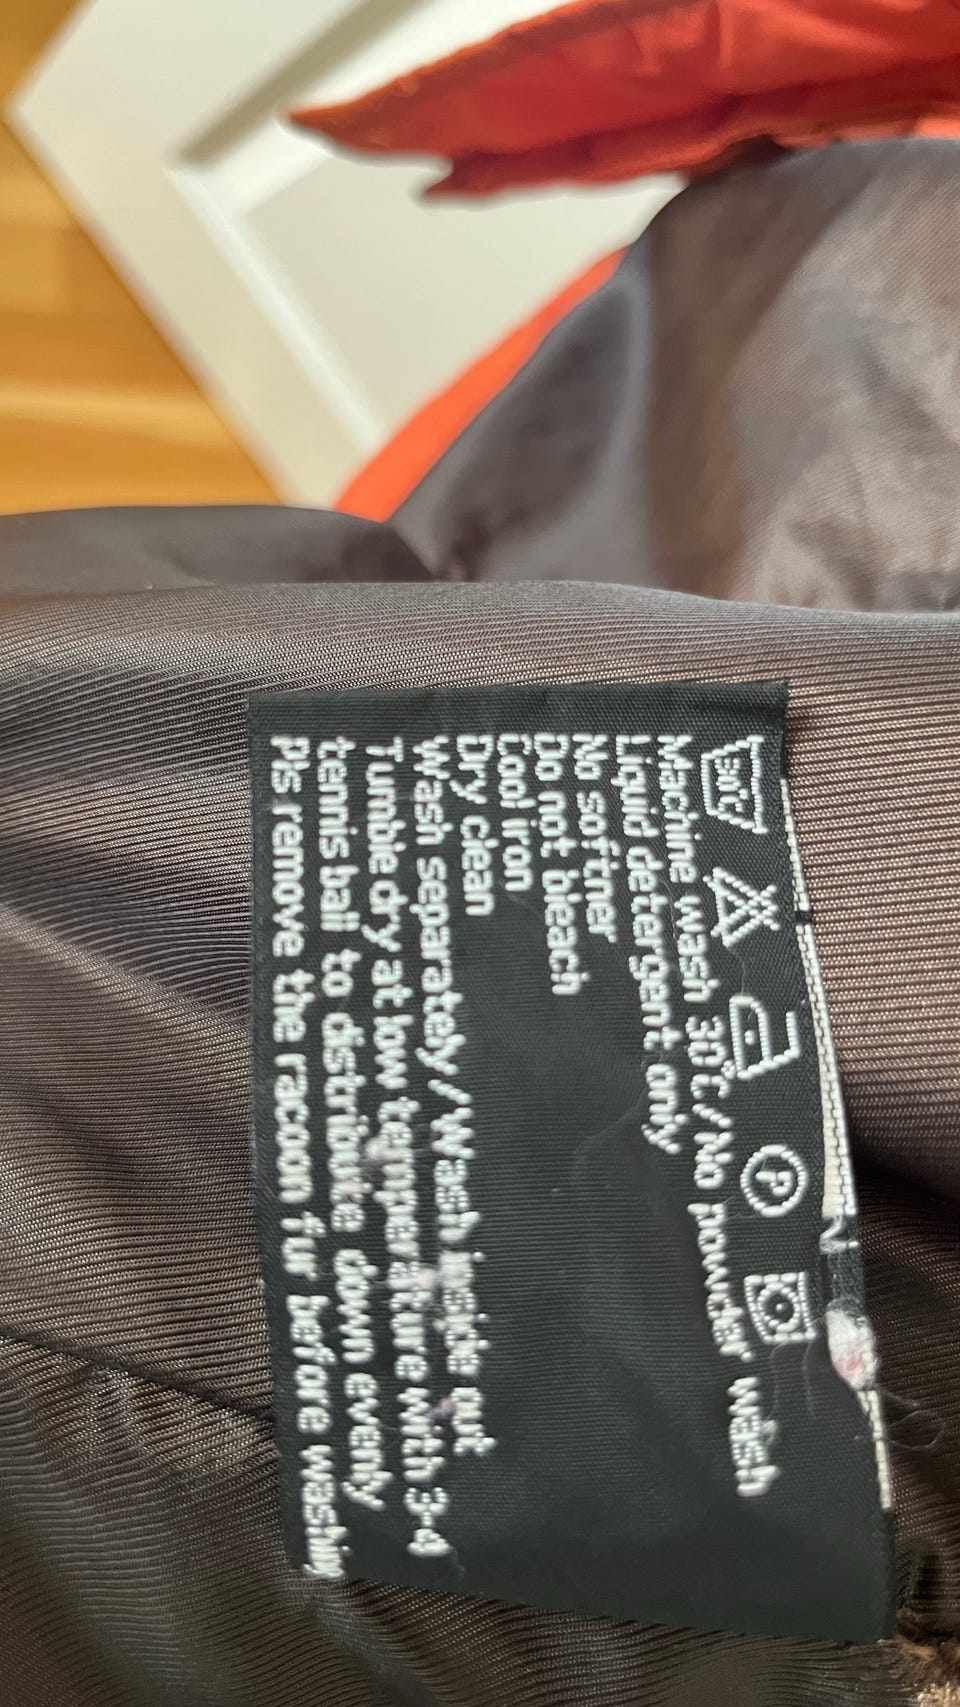 30°C P
Machine wash 30°C/No powder wash
Liquid detergent only
No softner
Do not bleach
Cool iron
Dry clean
Wash separately/Wash inside out
Tumble dry at low temperature with 3-4
tennis ball to distribute down evenly
Pls remove the racoon fur before washing